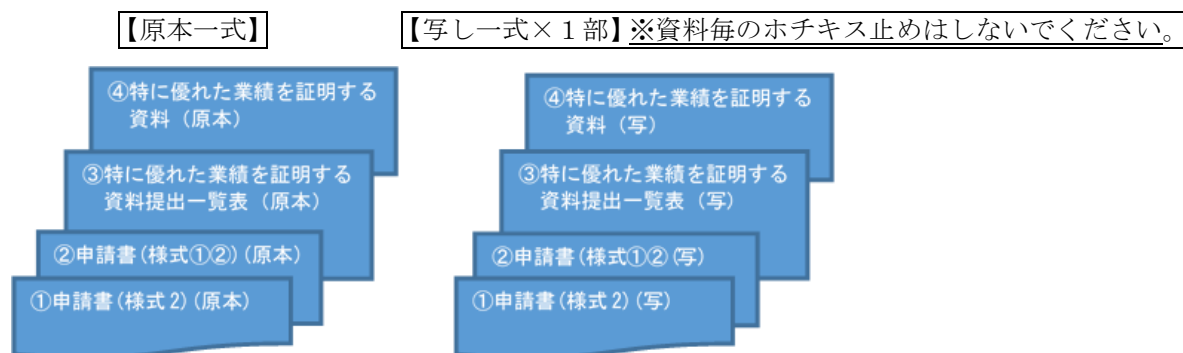 【原本一式】
【写し一式×１部】※資料毎のホチキス止めはしないでください。
④特に優れた業績を証明する
資料（原本）
③特に優れた業績を証明する
資料提出一覧表（原本）
②申請書(様式①②)(原本)
①申請書(様式2)(原本)
④特に優れた業績を証明する
資料（写）
③特に優れた業績を証明する
資料提出一覧表（写）
②申請書(様式①②(写)
①申請書(様式2)(写)